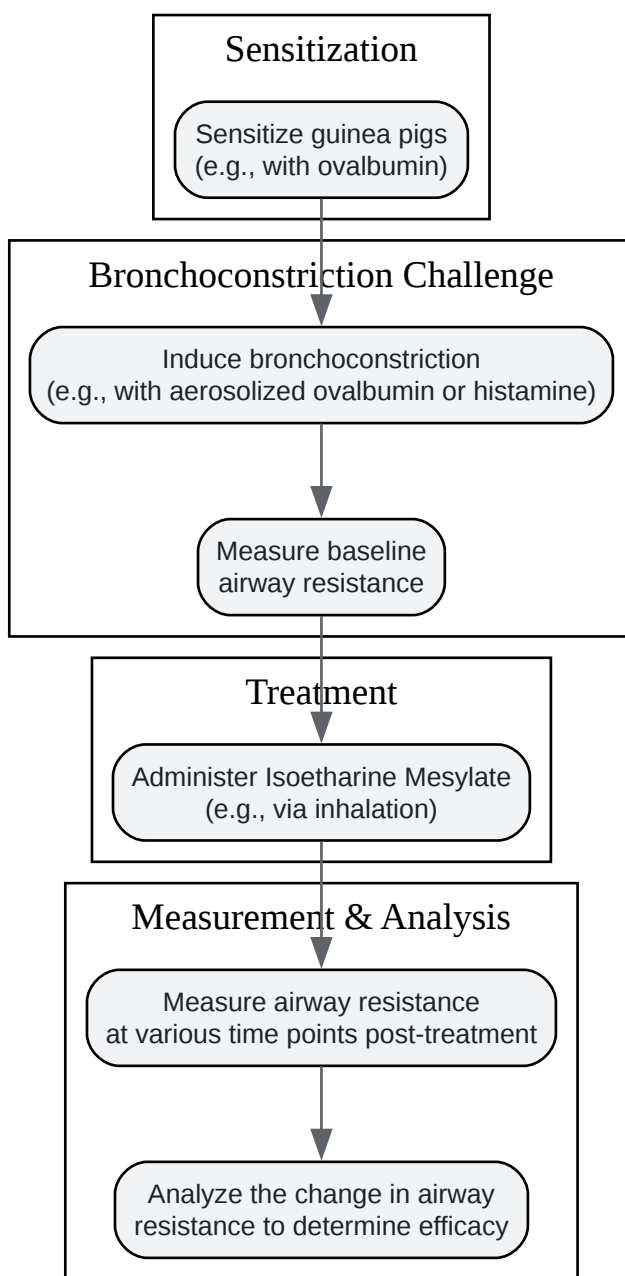 Sensitization
Sensitize guinea pigs
(e.g., with ovalbumin)
Bronchoconstriction Challenge
Induce bronchoconstriction
(e.g., with aerosolized ovalbumin or histamine)
Measure baseline
airway resistance
Treatment
Administer Isoetharine Mesylate
(e.g., via inhalation)
Measurement & Analysis
Measure airway resistance
at various time points post-treatment
Analyze the change in airway
resistance to determine efficacy